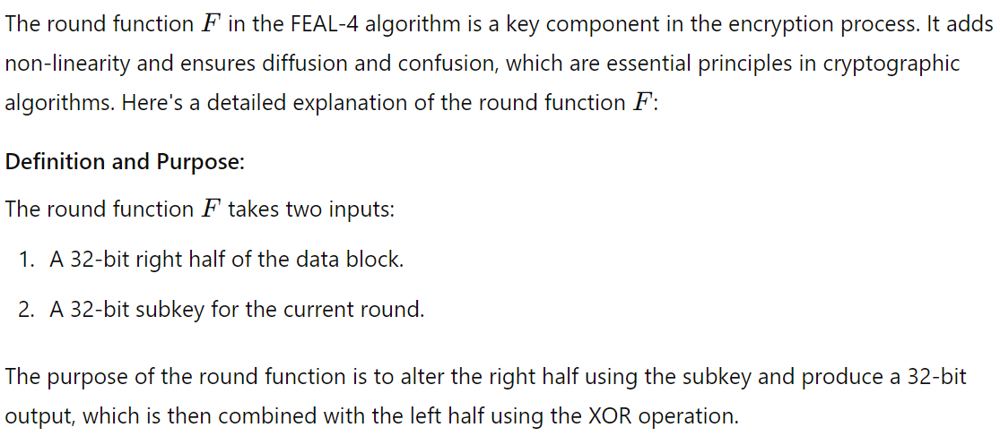 The round function F in the FEAL-4 algorithm is a key component in the encryption process. It adds
non-linearity and ensures diffusion and confusion, which are essential principles in cryptographic
algorithms. Here's a detailed explanation of the round function F:
Definition and Purpose:
The round function F takes two inputs:
1. A 32-bit right half of the data block.
2. A 32-bit subkey for the current round.
The purpose of the round function is to alter the right half using the subkey and produce a 32-bit
output, which is then combined with the left half using the XOR operation.